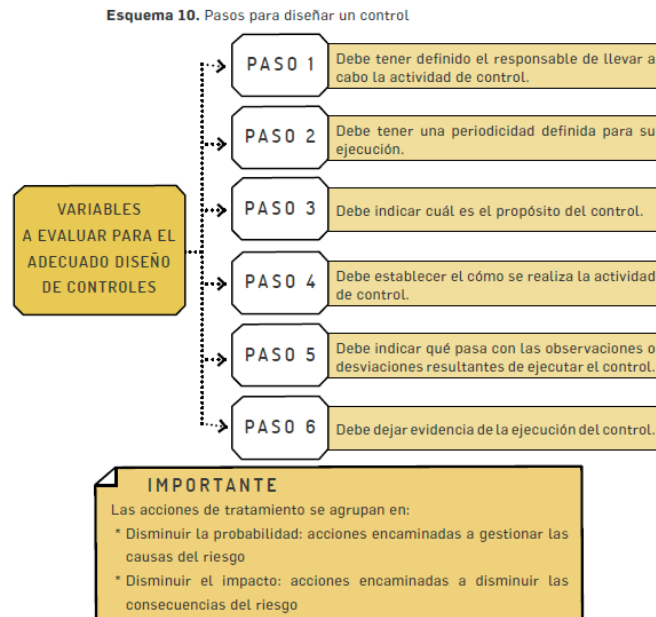 Esquema 10. Pasos para diseñar un control
PASO 1
Debe tener definido el responsable de llevar a
cabo la actividad de control.
PASO 2
Debe tener una periodicidad definida para su
ejecución.
VARIABLES
A EVALUAR PARA EL
ADECUADO DISEÑO
DE CONTROLES
PASO 3
Debe indicar cuál es el propósito del control.
PASO 4
Debe establecer el cómo se realiza la actividad
de control.
PASO 5
Debe indicar qué pasa con las observaciones o
desviaciones resultantes de ejecutar el control.
PASO 6
Debe dejar evidencia de la ejecución del control.
IMPORTANTE
Las acciones de tratamiento se agrupan en:
* Disminuir la probabilidad: acciones encaminadas a gestionar las
causas del riesgo
* Disminuir el impacto: acciones encaminadas a disminuir las
consecuencias del riesgo